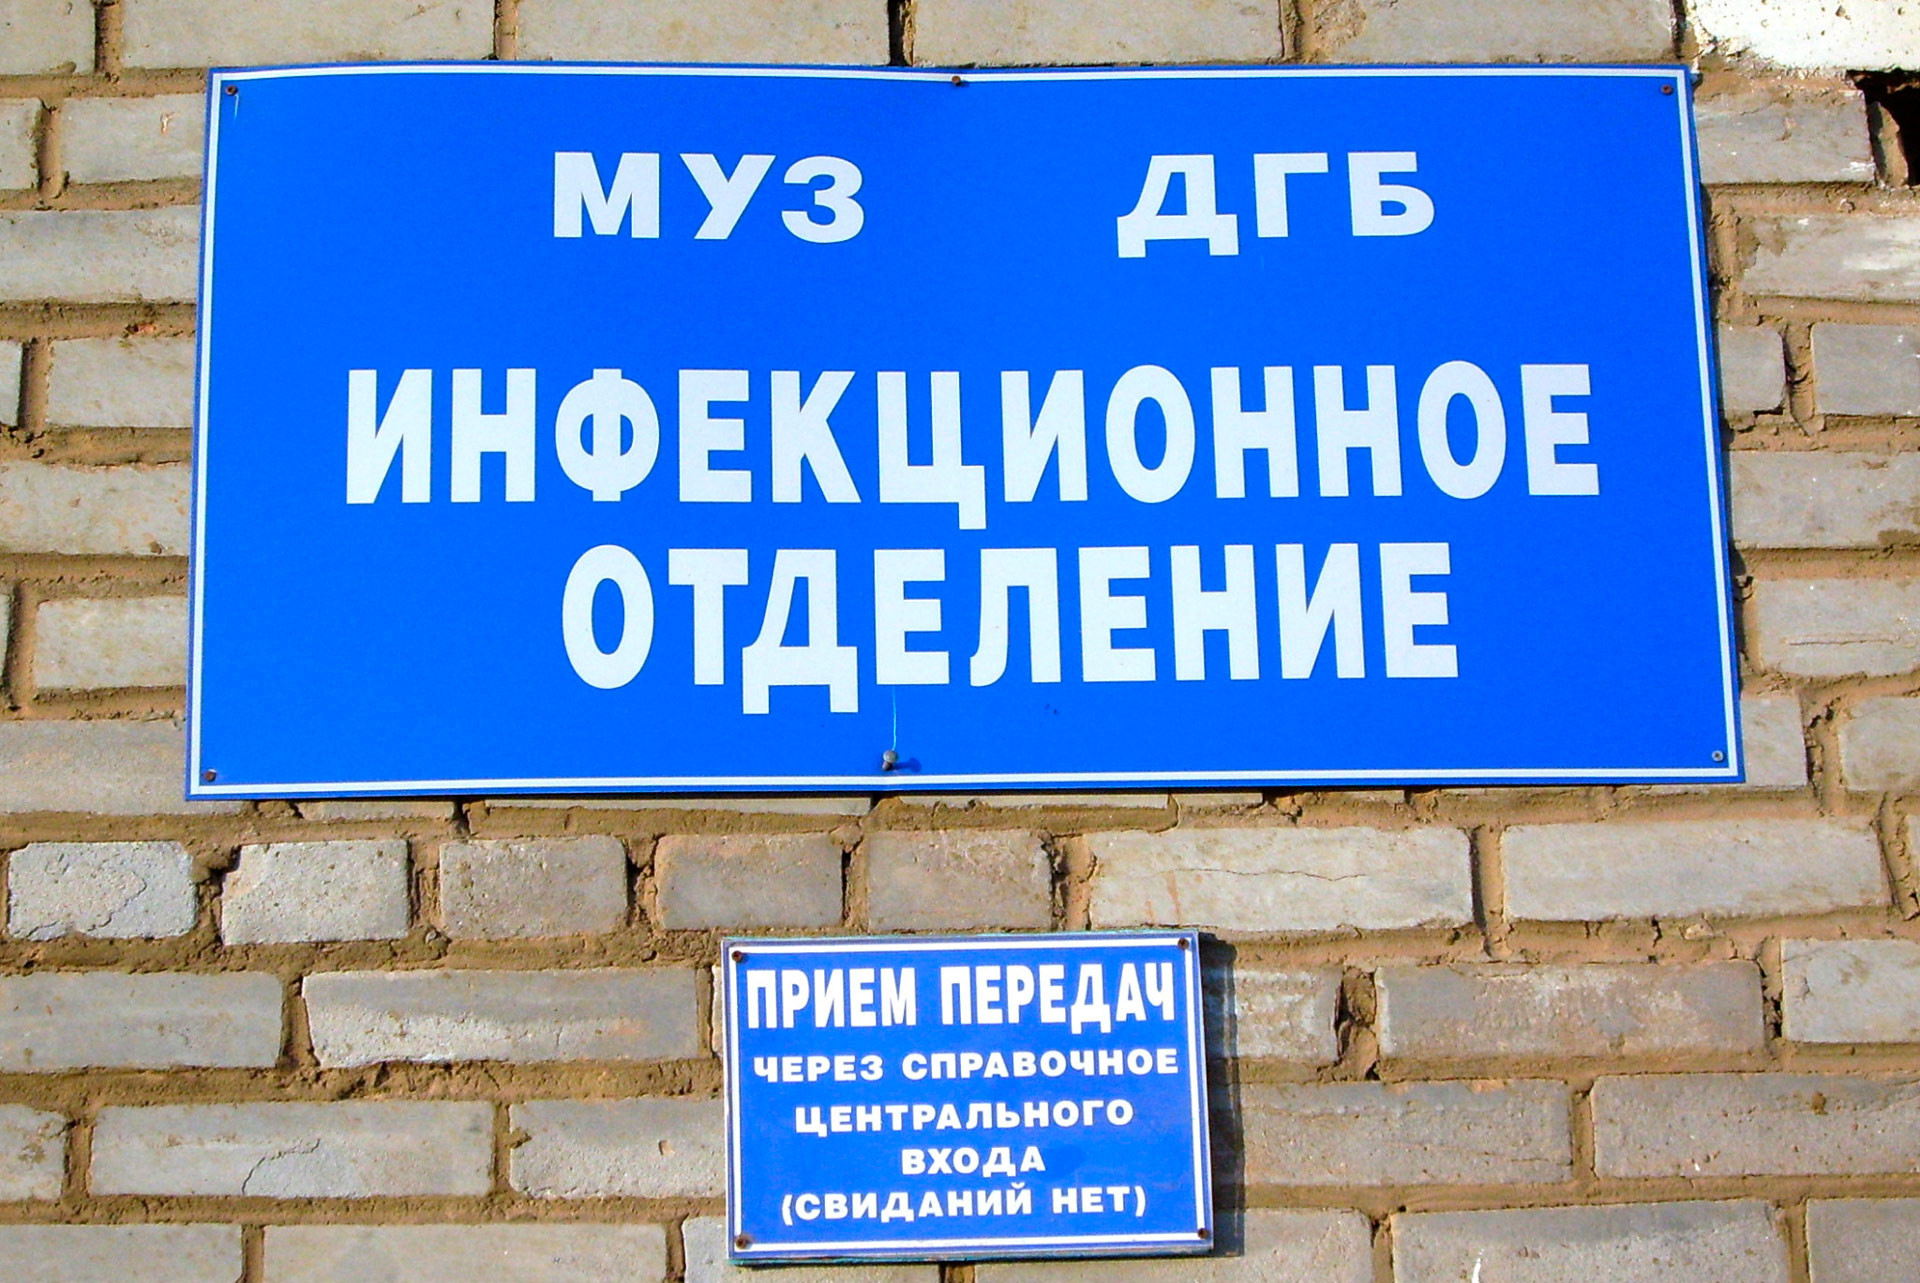 МУЗ ДГБ
ИНФЕКЦИОННОЕ
ОТДЕЛЕНИЕ
ПРИЕМ ПЕРЕДАЧ
ЧЕРЕЗ СПРАВОЧНОЕ
ЦЕНТРАЛЬНОГО
ВХОДА
(СВИДАНИЙ НЕТ)